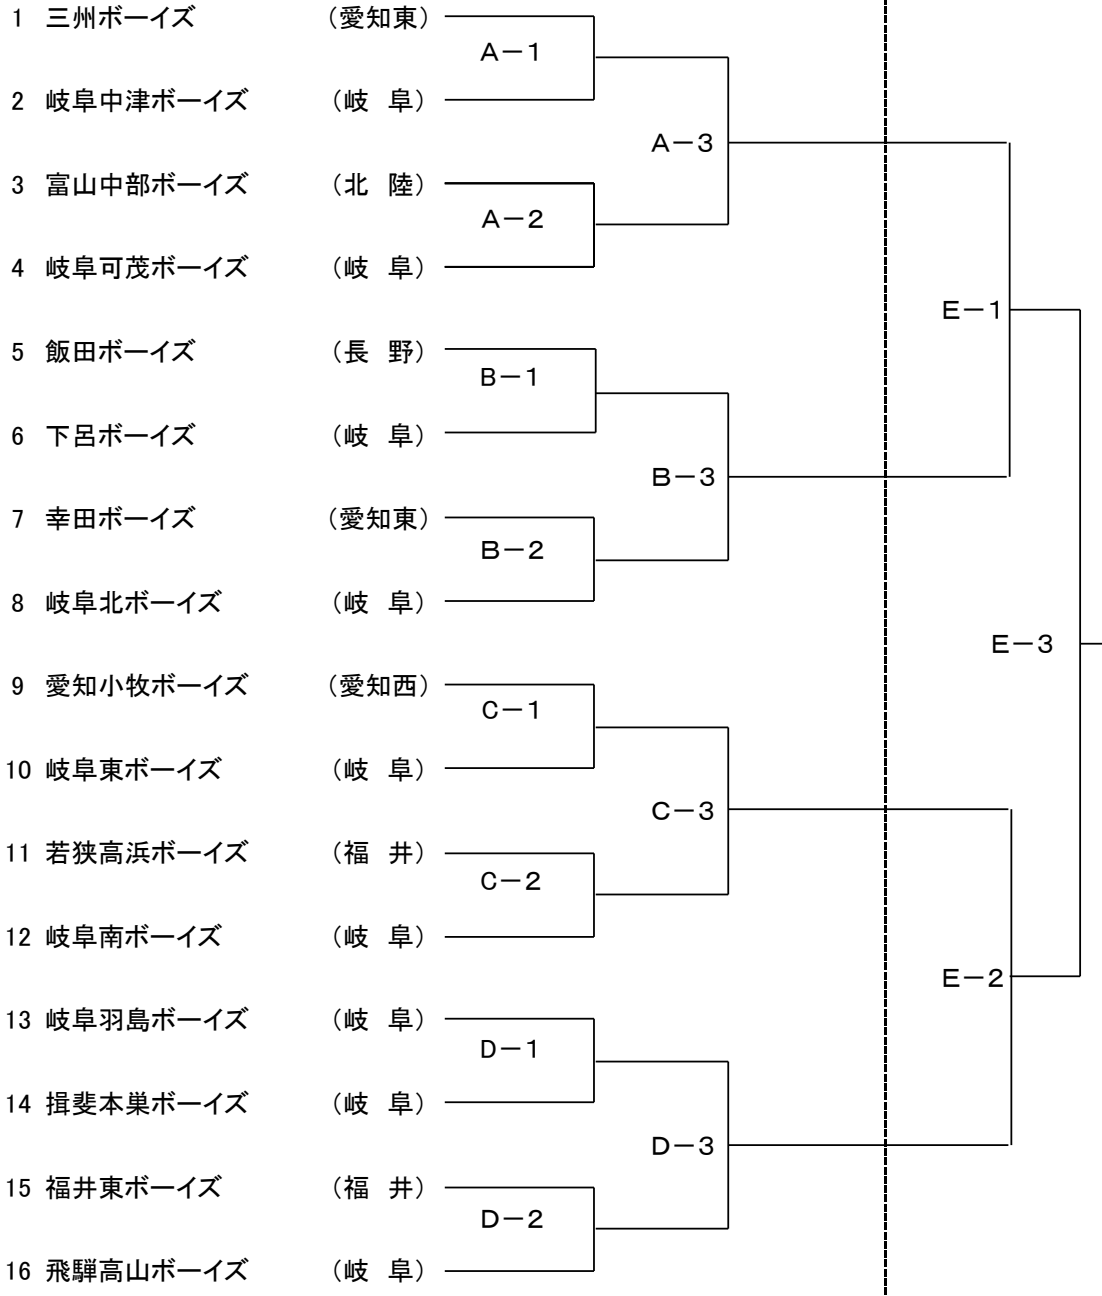 1 三州ボーイズ （愛知東）
A－1
2 岐阜中津ボーイズ （岐 阜）
A－3
3 富山中部ボーイズ （北 陸）
A－2
4 岐阜可茂ボーイズ （岐 阜）
E－1
5 飯田ボーイズ （長 野）
B－1
6 下呂ボーイズ （岐 阜）
B－3
7 幸田ボーイズ （愛知東）
B－2
8 岐阜北ボーイズ （岐 阜）
E－3
9 愛知小牧ボーイズ （愛知西）
C－1
10 岐阜東ボーイズ （岐 阜）
C－3
11 若狭高浜ボーイズ （福 井）
C－2
12 岐阜南ボーイズ （岐 阜）
E－2
13 岐阜羽島ボーイズ （岐 阜）
D－1
14 揖斐本巣ボーイズ （岐 阜）
D－3
15 福井東ボーイズ （福 井）
D－2
16 飛騨高山ボーイズ （岐 阜）